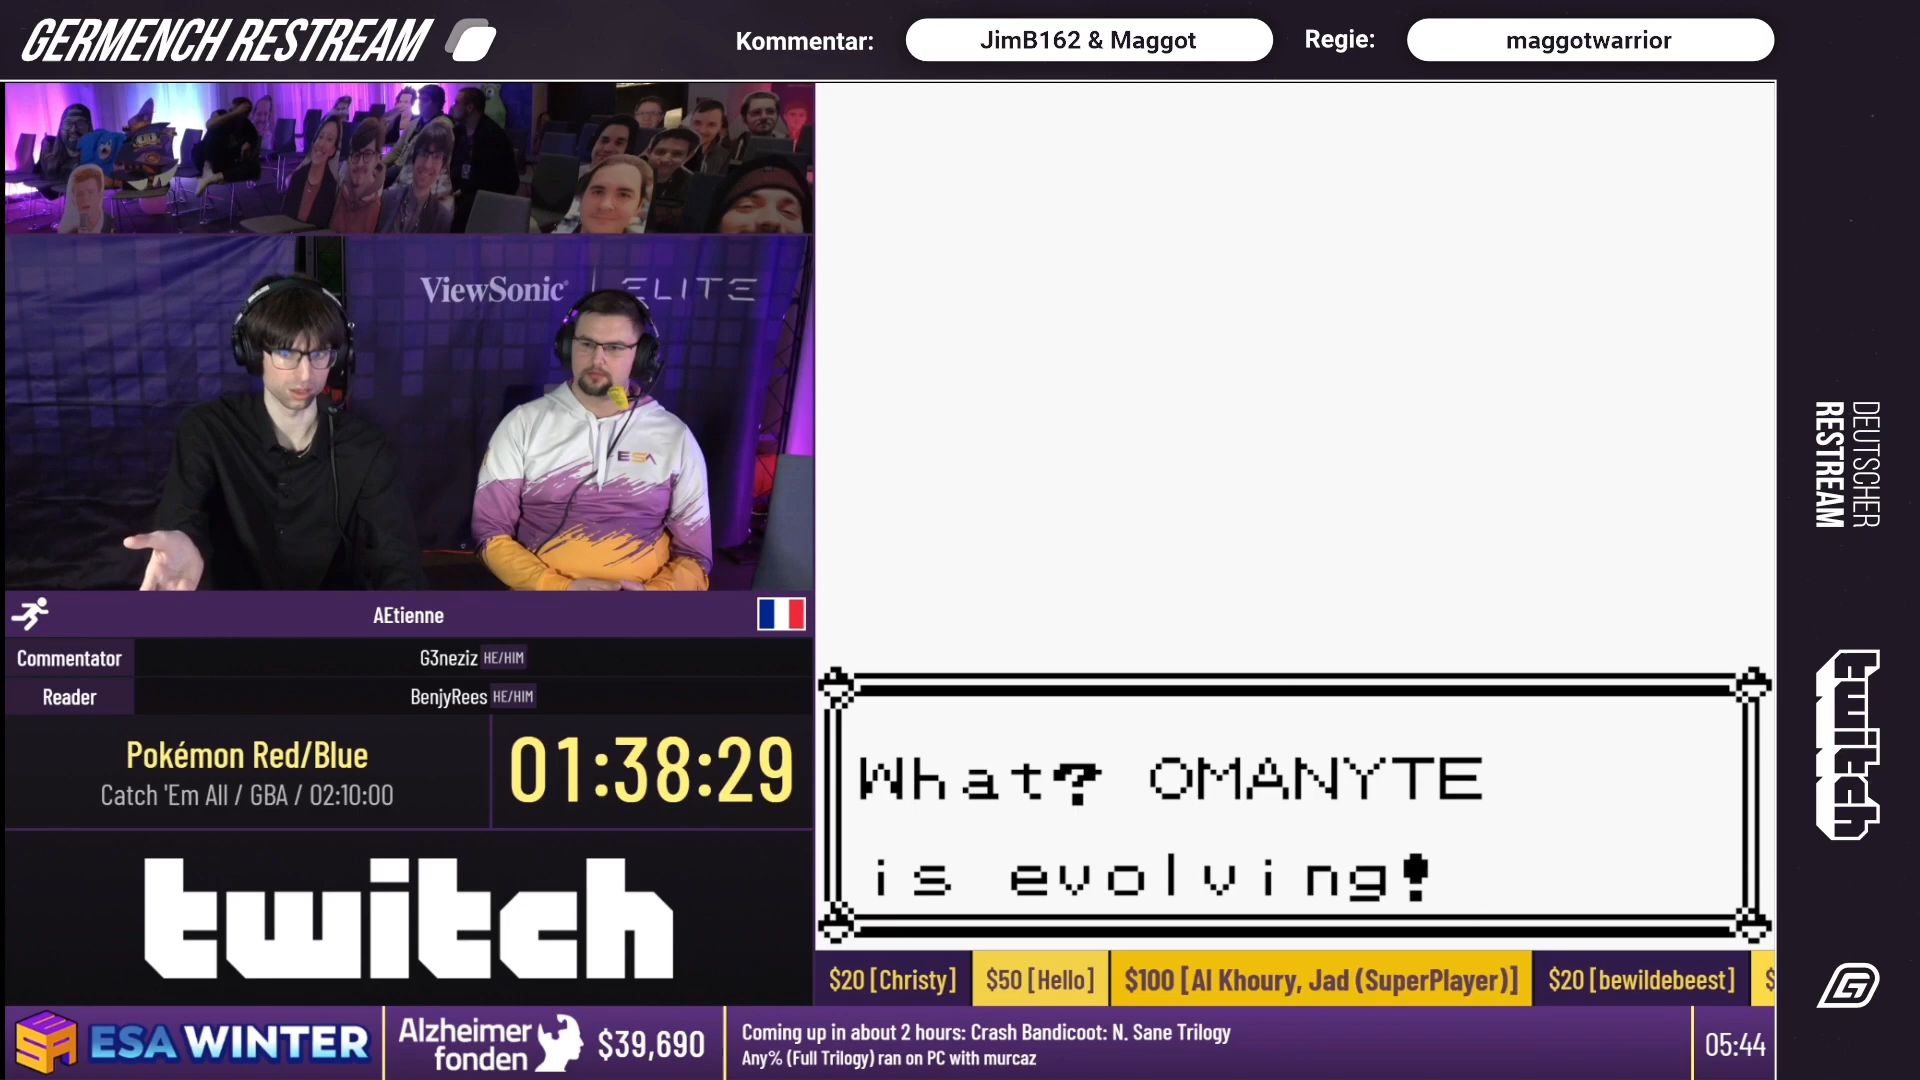 GERMENCH RESTREAM
Kommentar:
JimB162 & Maggot
Regie:
maggotwarrior
ViewSonic
ELITE
ESA
AEtienne
Commentator
G3neziz HE/HIM
Reader
BenjyRees HE/HIM
Pokémon Red/Blue
Catch 'Em All / GBA / 02:10:00
01:38:29
twitch
What? OMANYTE
is evolving!
$20 [Christy]
$50 [Hello]
$100 [Al Khoury, Jad (SuperPlayer)]
$20 [bewildebeest]
$
ESA WINTER
Alzheimer
fonden
$39,690
Coming up in about 2 hours: Crash Bandicoot: N. Sane Trilogy
Any% (Full Trilogy) ran on PC with murcaz
05:44
DEUTSCHER
RESTREAM
twitch
G